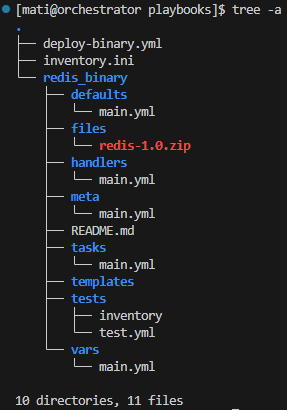 [mati@orchestrator playbooks]$ tree -a
.
├── deploy-binary.yml
├── inventory.ini
└── redis_binary
    ├── defaults
    │   └── main.yml
    ├── files
    │   └── redis-1.0.zip
    ├── handlers
    │   └── main.yml
    ├── meta
    │   └── main.yml
    ├── README.md
    ├── tasks
    │   └── main.yml
    ├── templates
    ├── tests
    │   ├── inventory
    │   └── test.yml
    └── vars
        └── main.yml

10 directories, 11 files